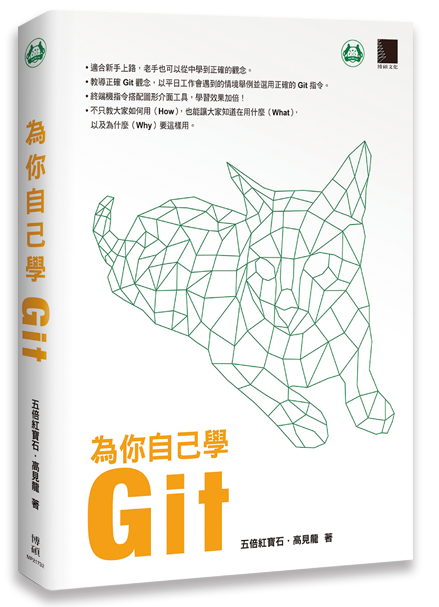 • 適合新手上路，老手也可以從中學到正確的觀念。
• 教導正確 Git 觀念，以平日工作會遇到的情境舉例並選用正確的 Git 指令。
• 終端機指令搭配圖形介面工具，學習效果加倍！
• 不只教大家如何用（How），也能讓大家知道在用什麼（What），
以及為什麼（Why）要這樣用。
博碩文化
為你自己學
Git
五倍紅寶石・高見龍 著
為你自己學
Git
五倍紅寶石・高見龍 著
博碩
MP21752